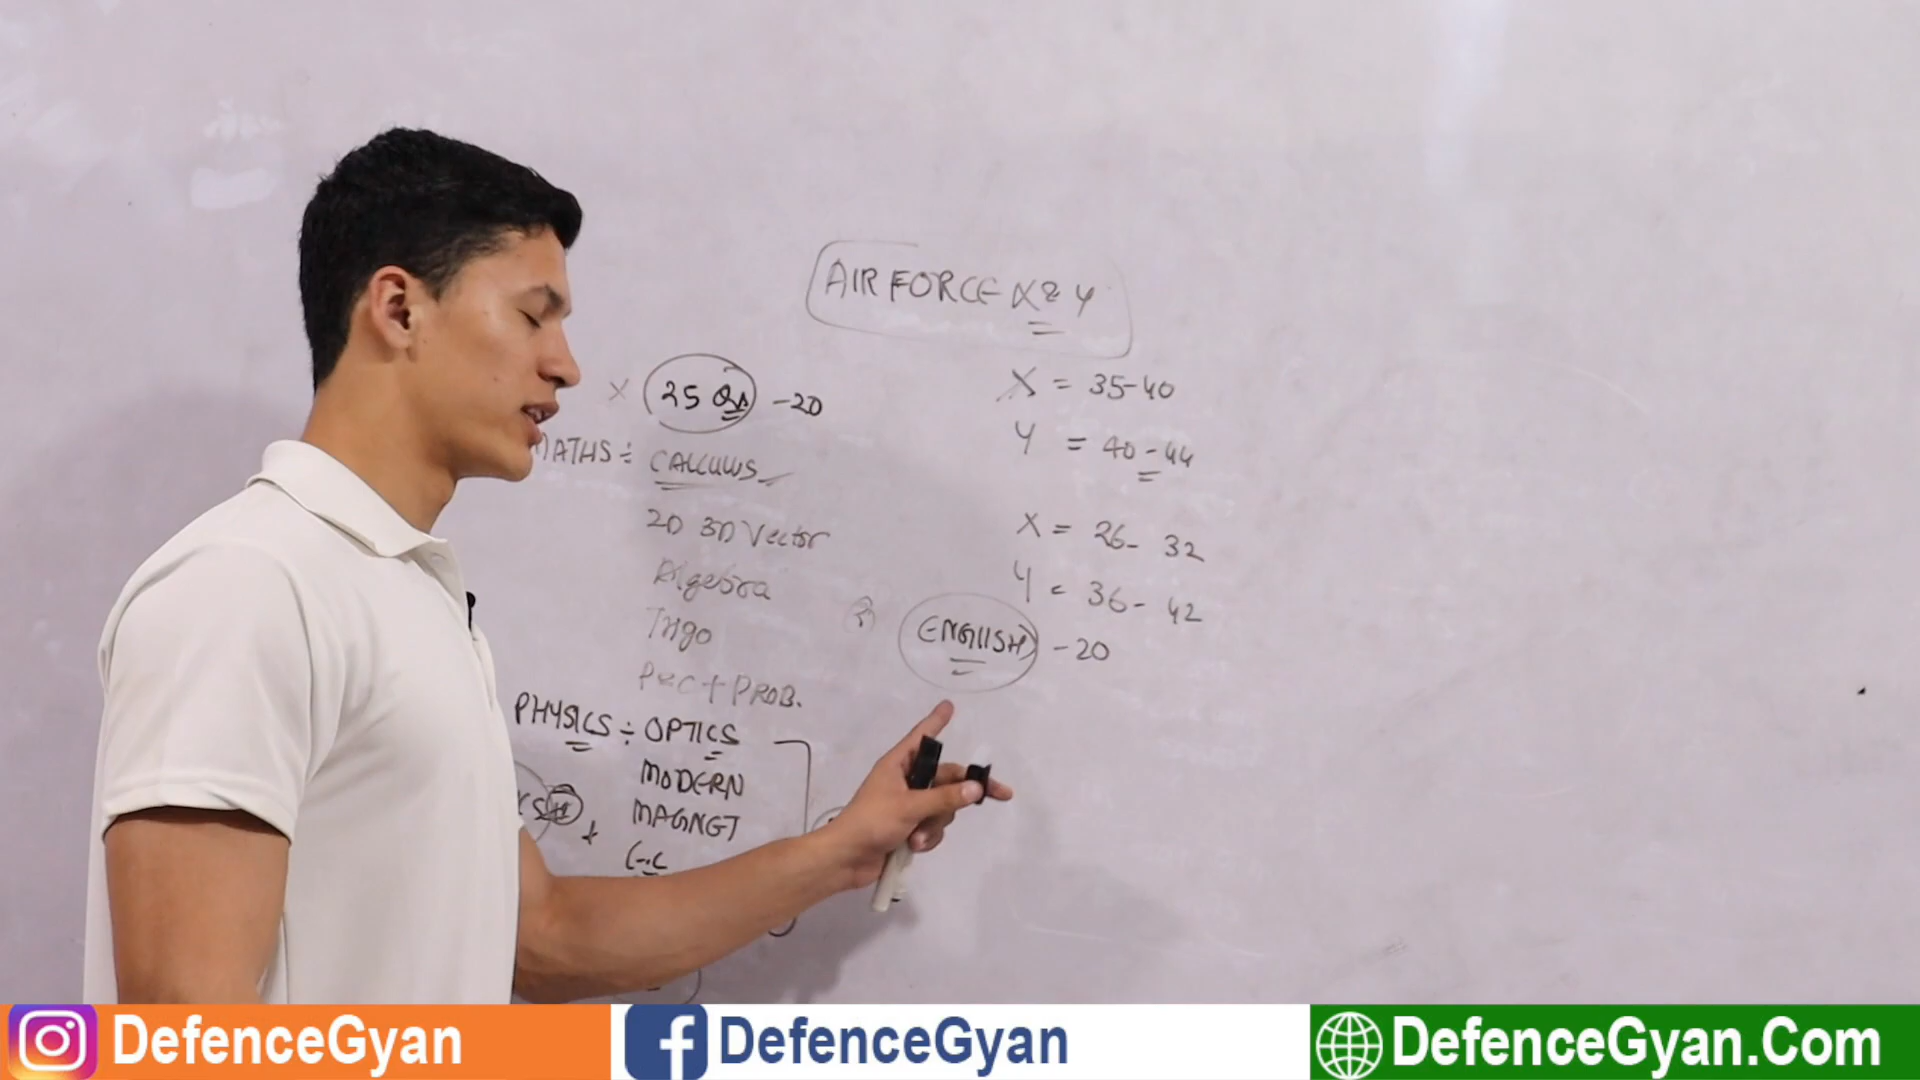 AIR FORCE X & Y
X 25 Qs -20
MATHS ÷ CALCULUS
2D 3D Vector
Algebra
Trigo
P & C + PROB.
PHYSICS ÷ OPTICS
MODERN
MAGNET
X = 35-40
Y = 40-44
X = 26- 32
Y = 36- 42
ENGLISH -20
DefenceGyan
DefenceGyan
DefenceGyan.Com